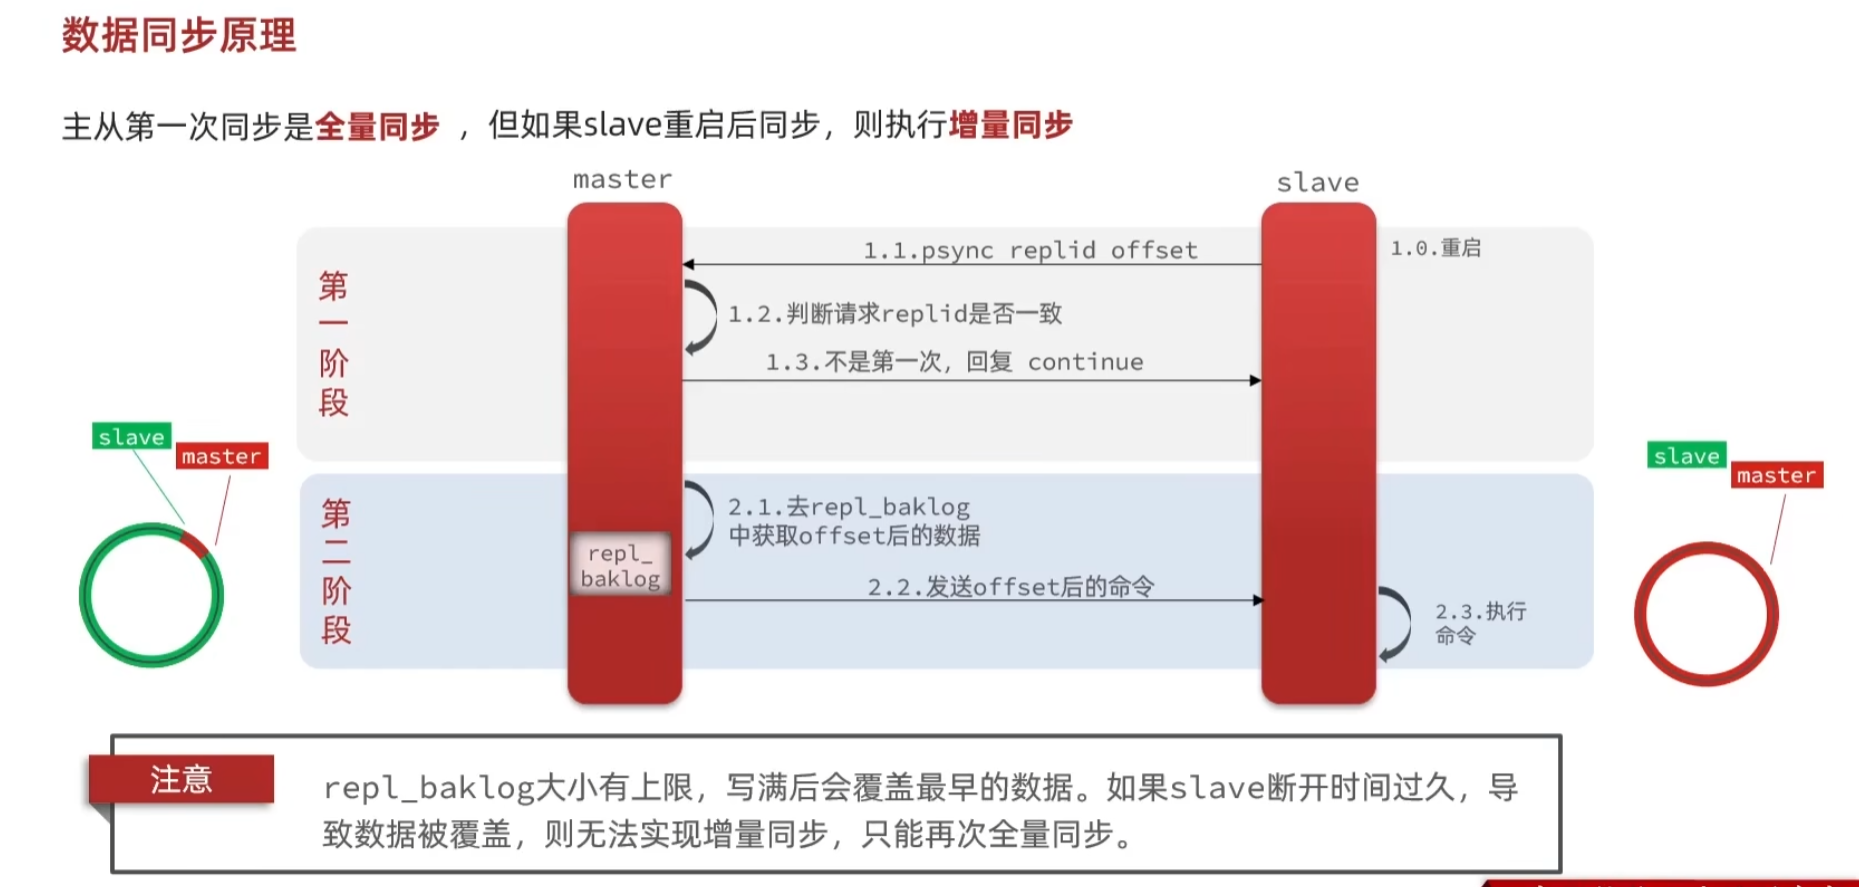 数据同步原理
主从第一次同步是全量同步 ，但如果slave重启后同步，则执行增量同步
master
slave
第一阶段
1.0.重启
1.1.psync replid offset
1.2.判断请求replid是否一致
1.3.不是第一次，回复 continue
slave
master
第二阶段
2.1.去repl_baklog
中获取offset后的数据
repl_
baklog
2.2.发送offset后的命令
2.3.执行
命令
slave
master
注意
repl_baklog大小有上限，写满后会覆盖最早的数据。如果slave断开时间过久，导
致数据被覆盖，则无法实现增量同步，只能再次全量同步。